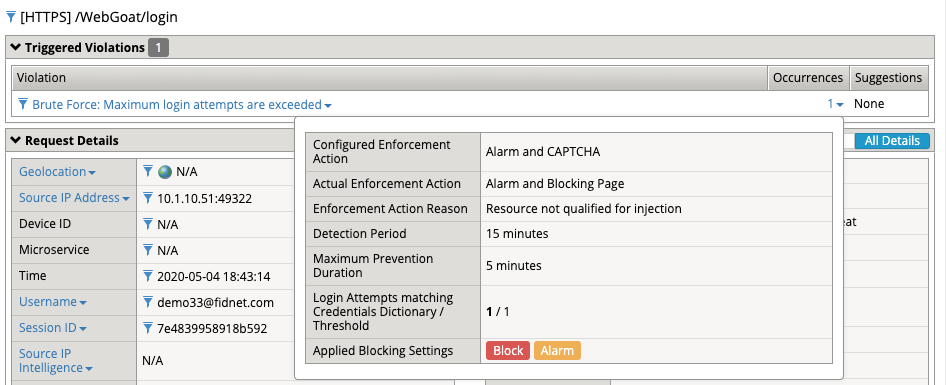 [HTTPS] /WebGoat/login
Triggered Violations 1
Violation Occurrences Suggestions
Brute Force: Maximum login attempts are exceeded 1 None
Request Details All Details
Geolocation N/A
Source IP Address 10.1.10.51:49322
Device ID N/A
Microservice N/A
Time 2020-05-04 18:43:14
Username demo33@fidnet.com
Session ID 7e4839958918b592
Source IP
Intelligence N/A
Configured Enforcement
Action Alarm and CAPTCHA
Actual Enforcement Action Alarm and Blocking Page
Enforcement Action Reason Resource not qualified for injection
Detection Period 15 minutes
Maximum Prevention
Duration 5 minutes
Login Attempts matching
Credentials Dictionary /
Threshold 1 / 1
Applied Blocking Settings Block Alarm
eat